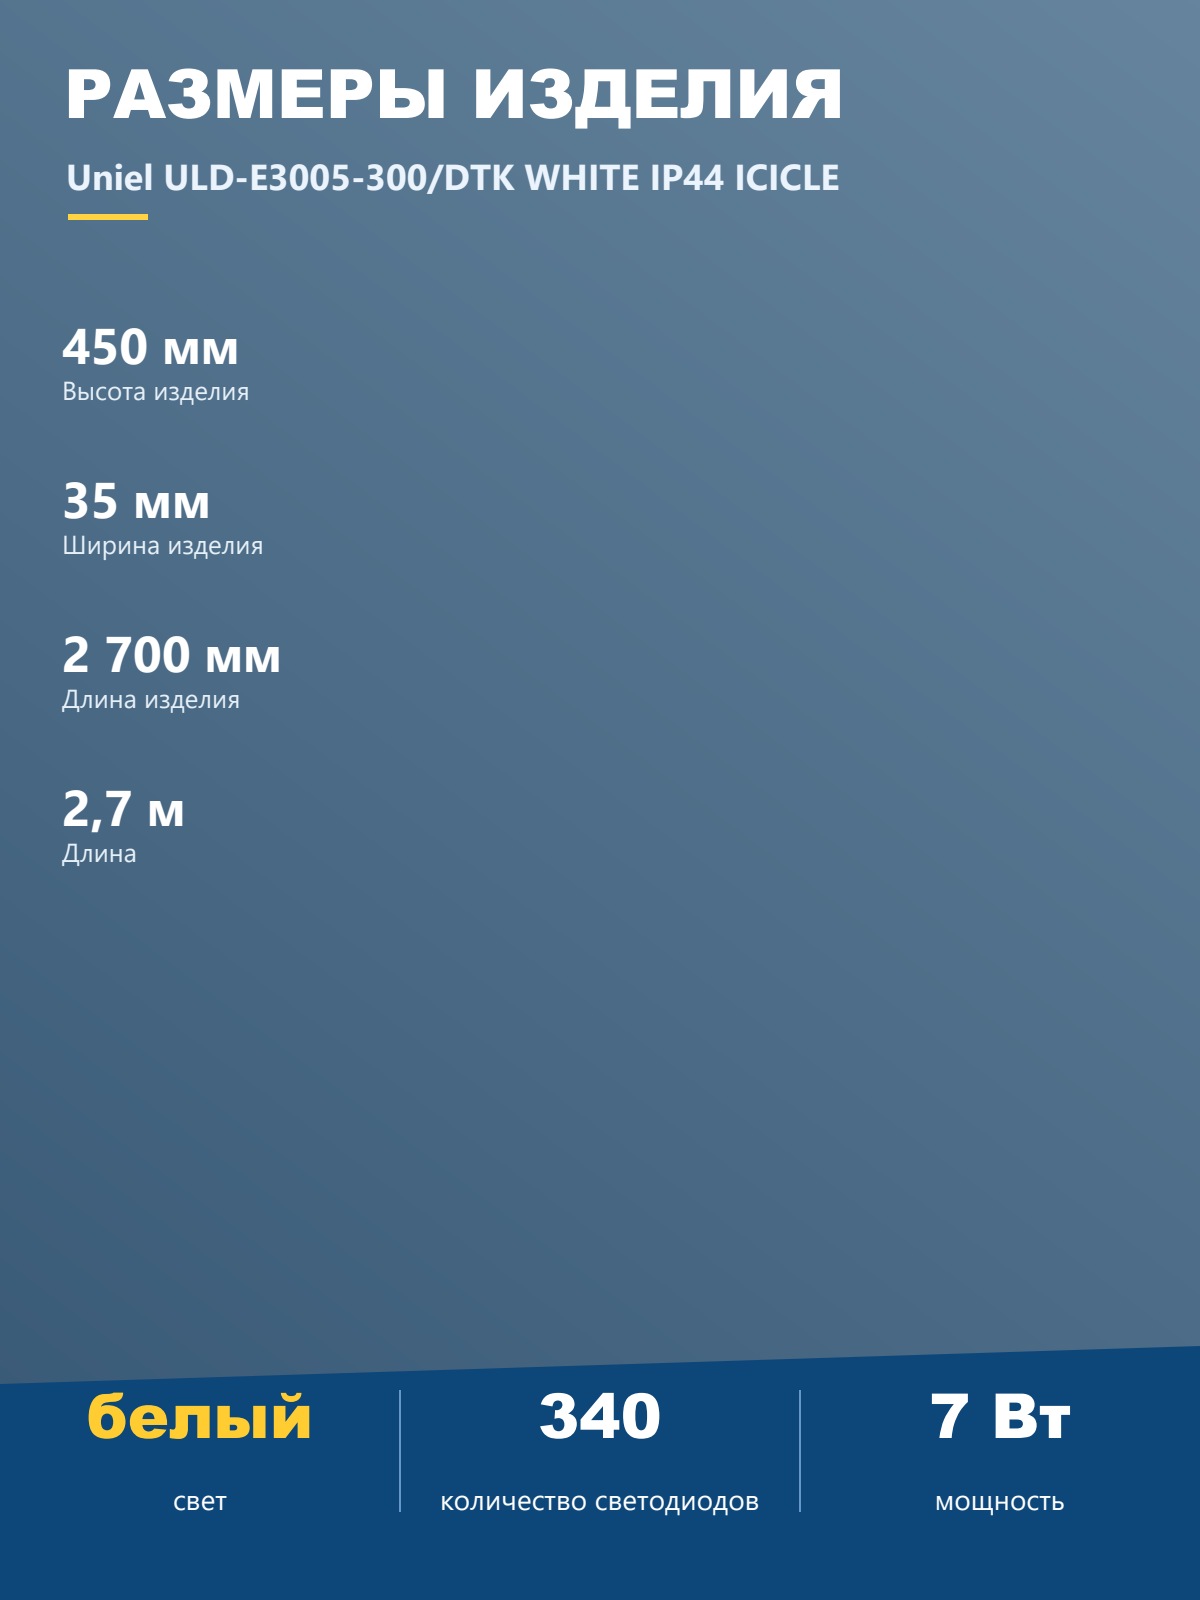 РАЗМЕРЫ ИЗДЕЛИЯ
Uniel ULD-E3005-300/DTK WHITE IP44 ICICLE
450 мм
Высота изделия
35 мм
Ширина изделия
2 700 мм
Длина изделия
2,7 м
Длина
белый
свет
340
количество светодиодов
7 Вт
мощность